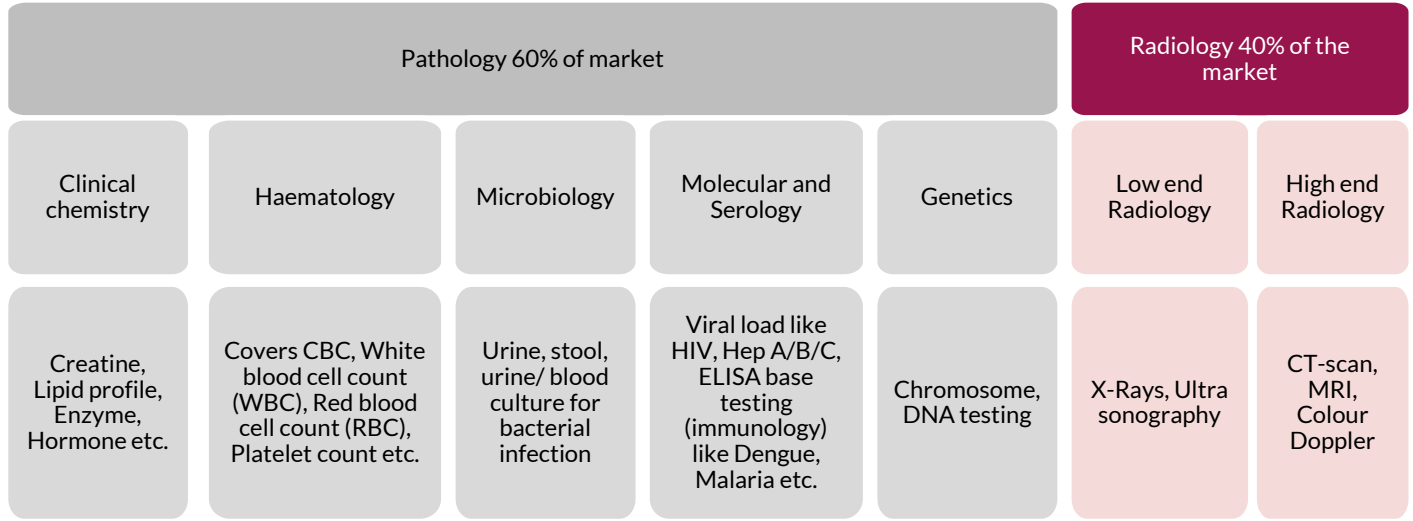 Pathology 60% of market
Radiology 40% of the
market
Clinical
chemistry
Haematology
Microbiology
Molecular and
Serology
Genetics
Low end
Radiology
High end
Radiology
Creatine,
Lipid profile,
Enzyme,
Hormone etc.
Covers CBC, White
blood cell count
(WBC), Red blood
cell count (RBC),
Platelet count etc.
Urine, stool,
urine/ blood
culture for
bacterial
infection
Viral load like
HIV, Hep A/B/C,
ELISA base
testing
(immunology)
like Dengue,
Malaria etc.
Chromosome,
DNA testing
X-Rays, Ultra
sonography
CT-scan,
MRI,
Colour
Doppler